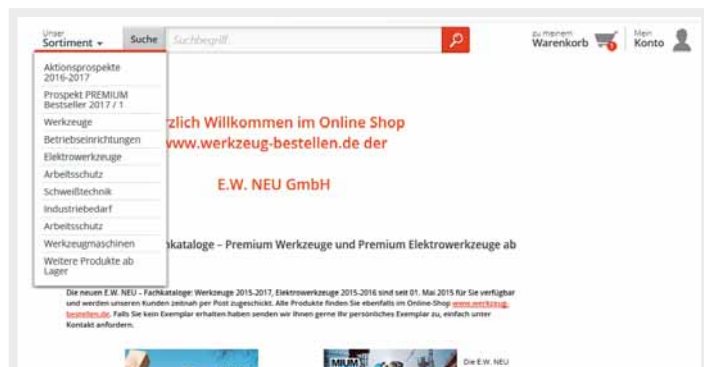 Unser
Sortiment
Suche
Suchbegriff
zu meinem
Warenkorb
Mein
Konto
Aktionsprospekte
2016-2017
Prospekt PREMIUM
Bestseller 2017 / 1
Werkzeuge
Betriebseinrichtungen
Elektrowerkzeuge
Arbeitsschutz
Schweißtechnik
Industriebedarf
Arbeitsschutz
Werkzeugmaschinen
Weitere Produkte ab
Lager
zlich Willkommen im Online Shop
www.werkzeug-bestellen.de der
E.W. NEU GmbH
hkataloge – Premium Werkzeuge und Premium Elektrowerkzeuge ab
Die neuen E.W. NEU – Fachkataloge: Werkzeuge 2015-2017, Elektrowerkzeuge 2015-2016 sind seit 01. Mai 2015 für Sie verfügbar
und werden unseren Kunden zeitnah per Post zugeschickt. Alle Produkte finden Sie ebenfalls im Online-Shop www.werkzeug-
bestellen.de. Falls Sie kein Exemplar erhalten haben senden wir Ihnen gerne Ihr persönliches Exemplar zu, einfach unter
Kontakt anfordern.
MIUM
Die E.W. NEU